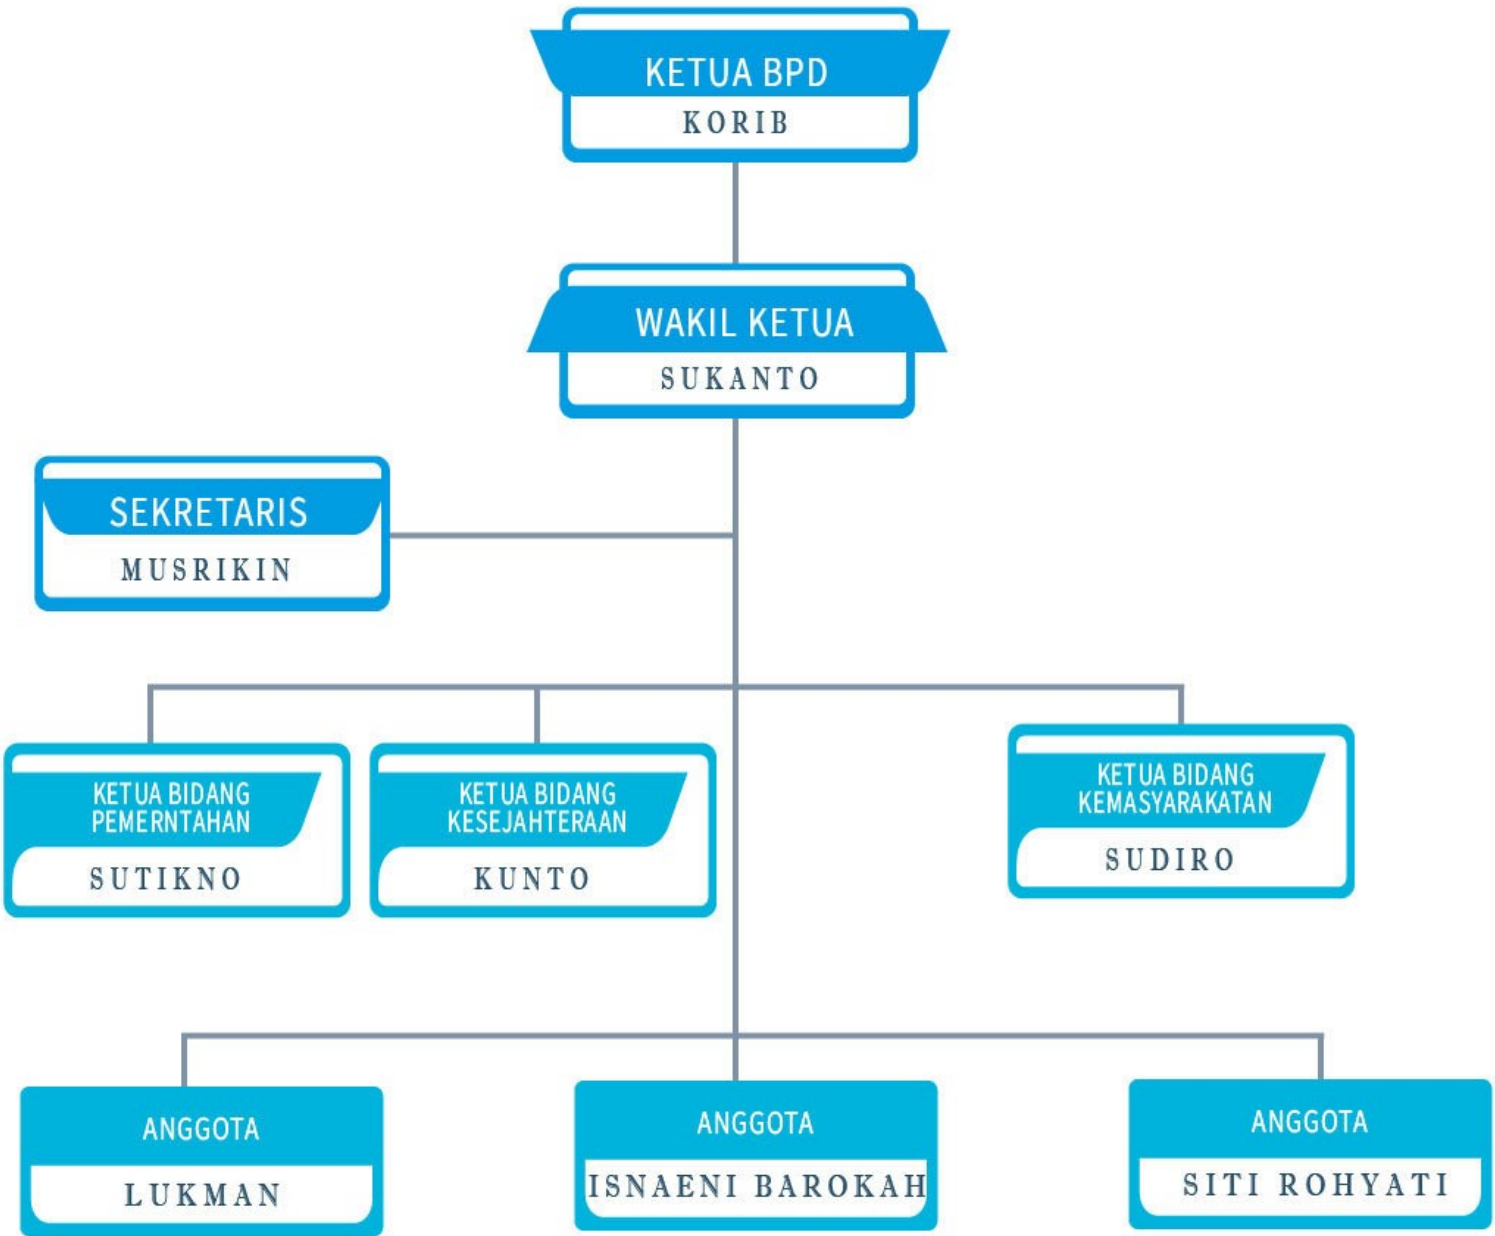 KETUA BPD
KORIB
WAKIL KETUA
SUKANTO
SEKRETARIS
MUSRIKIN
KETUA BIDANG
PEMERNTAHAN
SUTIKNO
KETUA BIDANG
KESEJAHTERAAN
KUNTO
KETUA BIDANG
KEMASYARAKATAN
SUDIRO
ANGGOTA
LUKMAN
ANGGOTA
ISNAENI BAROKAH
ANGGOTA
SITI ROHYATI